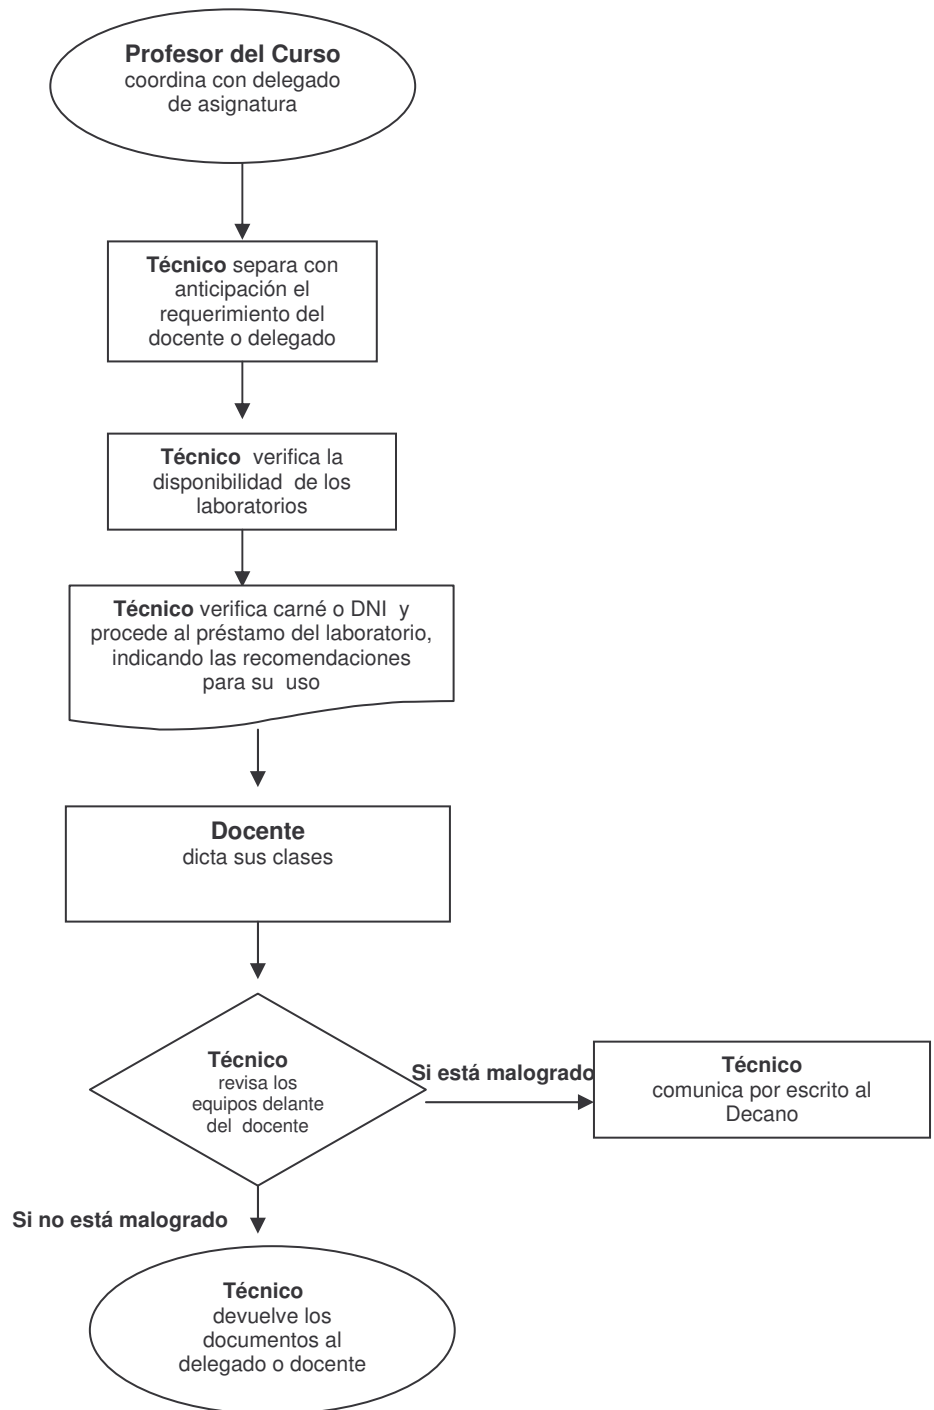 Profesor del Curso
coordina con delegado
de asignatura
Técnico separa con
anticipación el
requerimiento del
docente o delegado
Técnico verifica la
disponibilidad de los
laboratorios
Técnico verifica carné o DNI y
procede al préstamo del laboratorio,
indicando las recomendaciones
para su uso
Docente
dicta sus clases
Técnico
revisa los
equipos delante
del docente
Si está malogrado
Técnico
comunica por escrito al
Decano
Si no está malogrado
Técnico
devuelve los
documentos al
delegado o docente